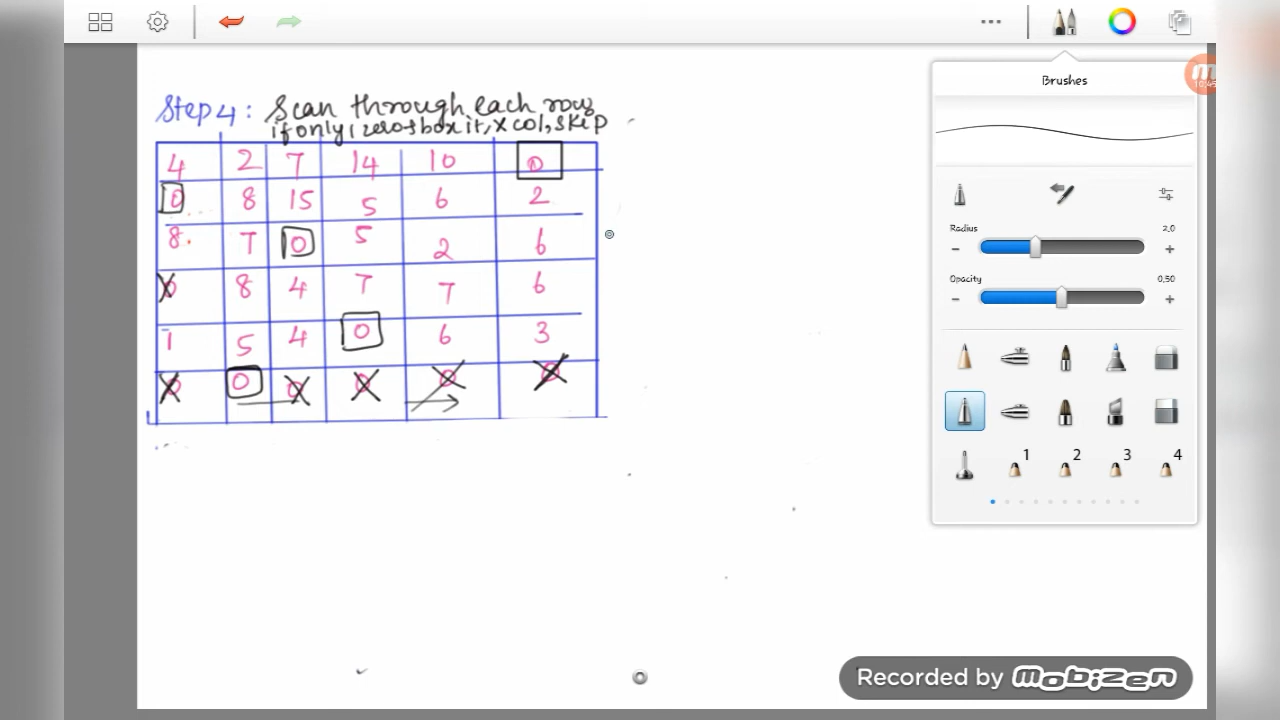 Step 4: Scan through each row,
if only 1 zero→box it, X col, skip
4 2 7 14 10 0
0 8 15 5 6 2
8. 7 0 5 2 6
0 8 4 7 7 6
1 5 4 0 6 3
0 0 0 0 0 0
Brushes
10:45
Radius 2,0
Opacity 0,50
1 2 3 4
Recorded by mobizen